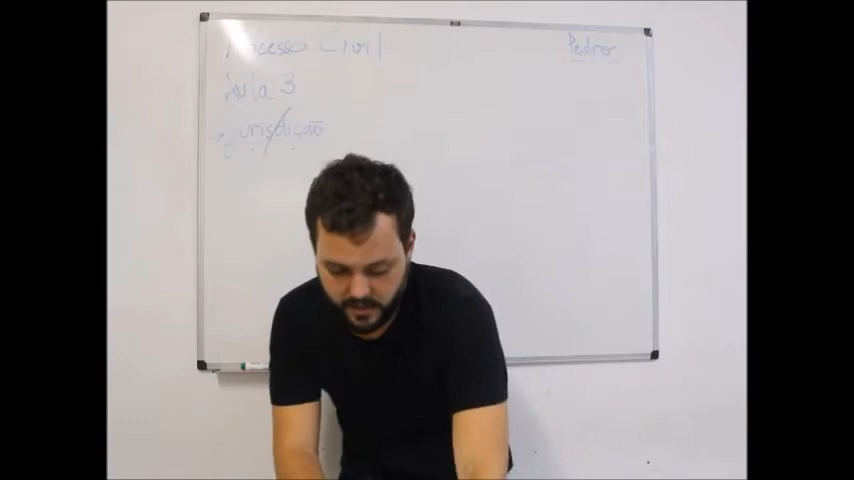 Processo Civil
Pedro
Aula 3
→ Jurisdição